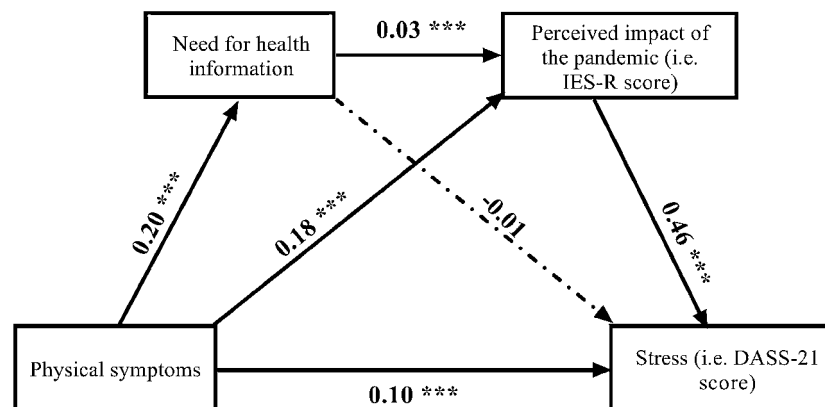 Need for health
information
0.03 ***
Perceived impact of
the pandemic (i.e.
IES-R score)
0.20 ***
0.18 ***
-0.01
0.46 ***
Physical symptoms
0.10 ***
Stress (i.e. DASS-21
score)